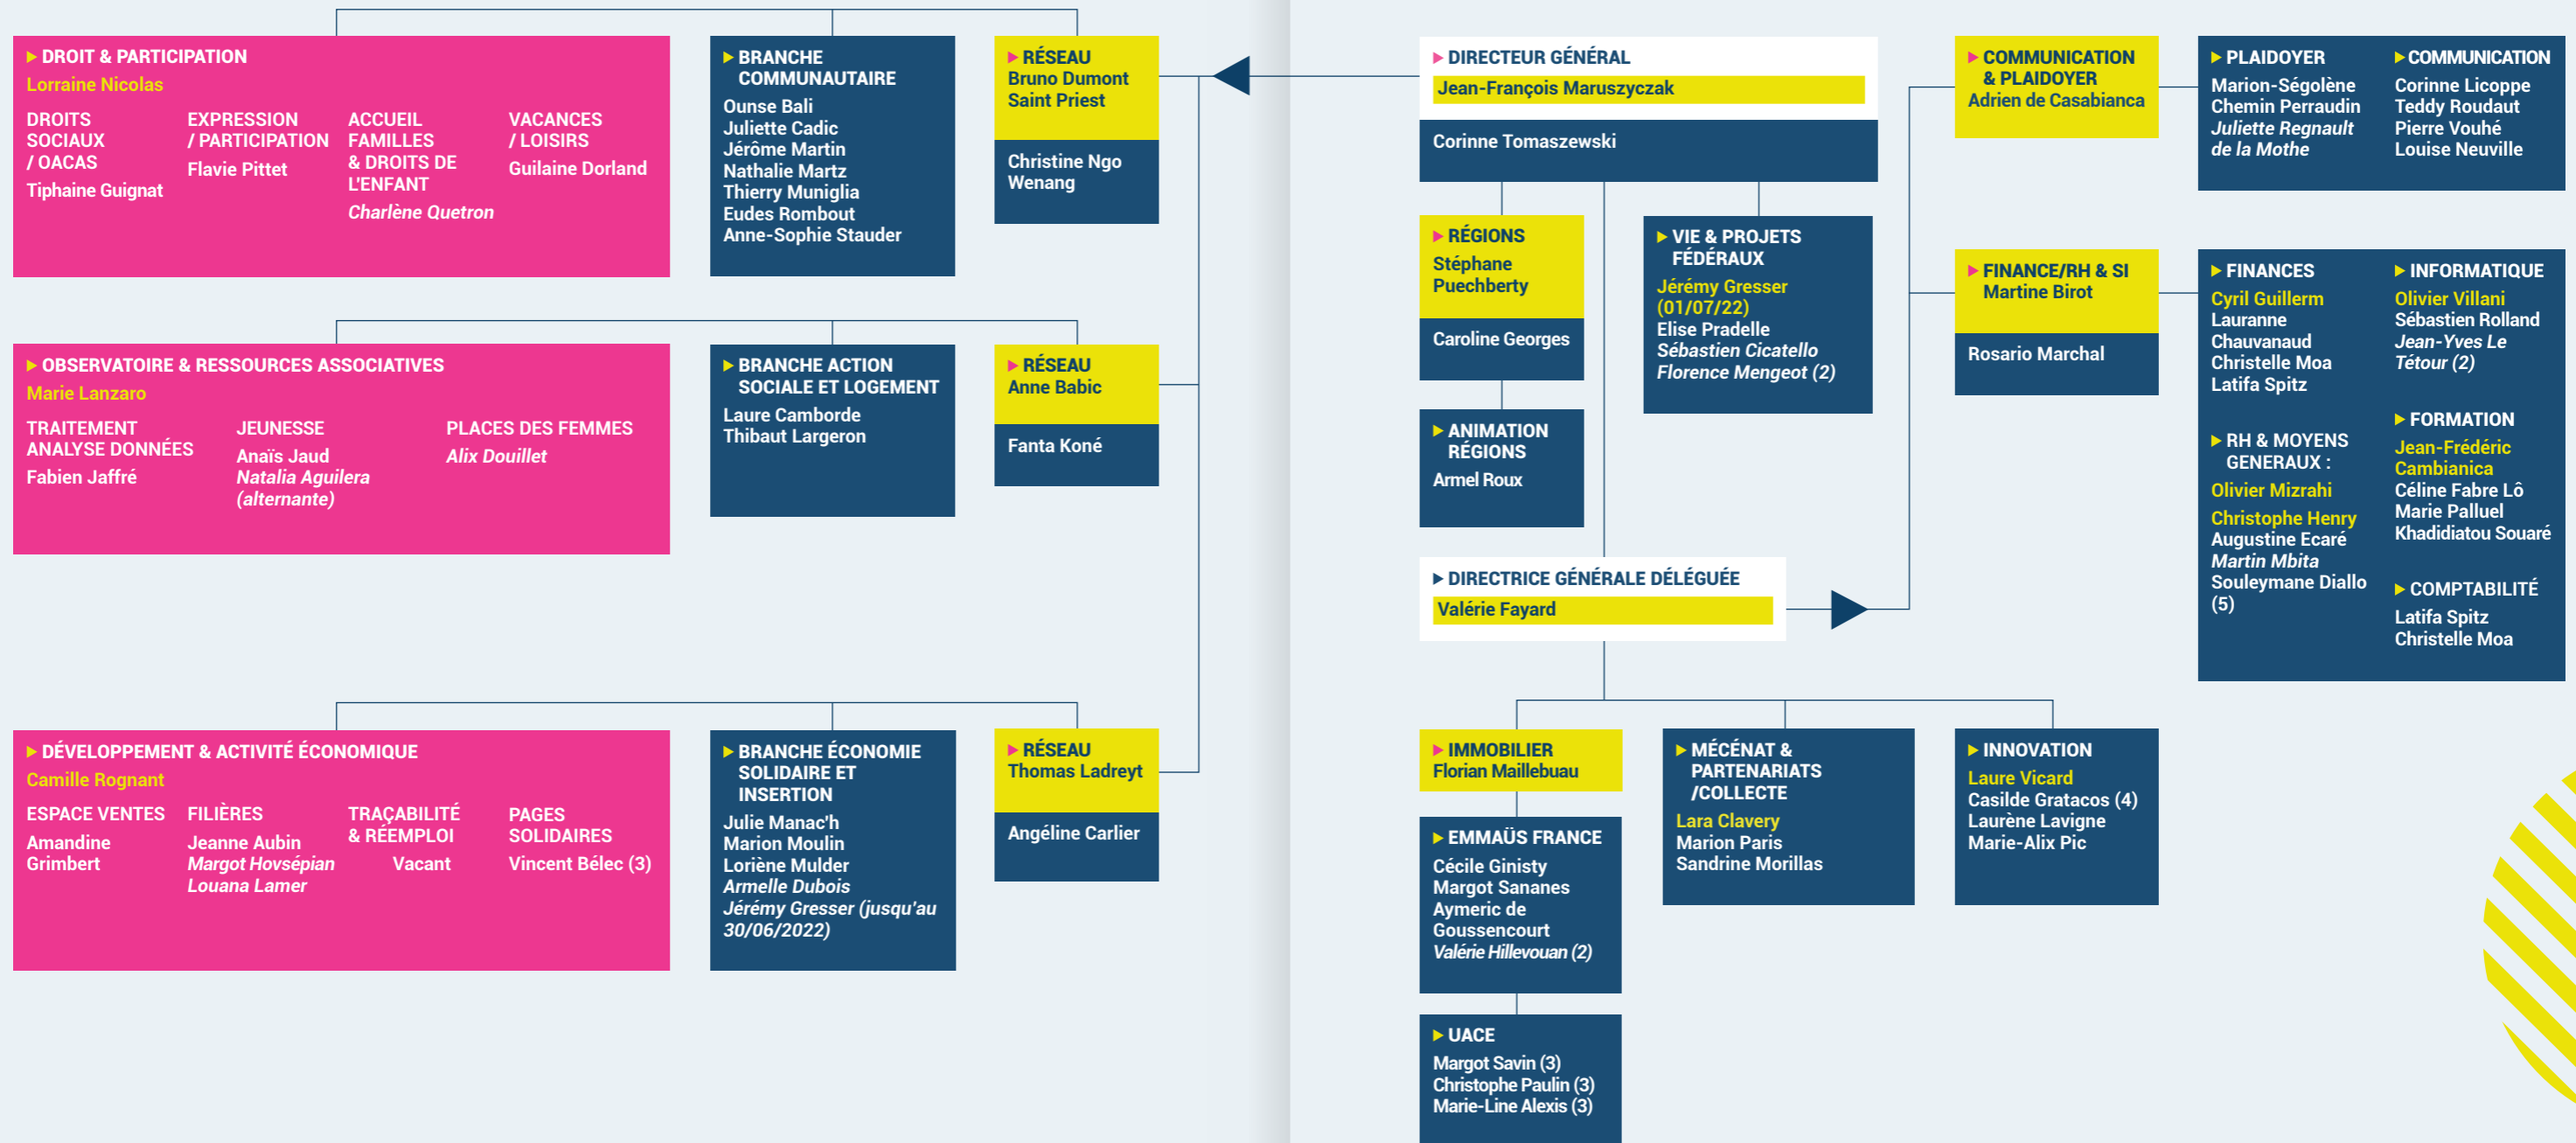 DROIT & PARTICIPATION
Lorraine Nicolas
DROITS
SOCIAUX
/ OACAS
Tiphaine Guignat
EXPRESSION
/ PARTICIPATION
Flavie Pittet
ACCUEIL
FAMILLES
& DROITS DE
L'ENFANT
Charlène Quetron
VACANCES
/ LOISIRS
Guilaine Dorland
BRANCHE
COMMUNAUTAIRE
Ounse Bali
Juliette Cadic
Jérôme Martin
Nathalie Martz
Thierry Muniglia
Eudes Rombout
Anne-Sophie Stauder
RÉSEAU
Bruno Dumont
Saint Priest
Christine Ngo
Wenang
OBSERVATOIRE & RESSOURCES ASSOCIATIVES
Marie Lanzaro
TRAITEMENT
ANALYSE DONNÉES
Fabien Jaffré
JEUNESSE
Anaïs Jaud
Natalia Aguilera
(alternante)
PLACES DES FEMMES
Alix Douillet
BRANCHE ACTION
SOCIALE ET LOGEMENT
Laure Camborde
Thibaut Largeron
RÉSEAU
Anne Babic
Fanta Koné
DÉVELOPPEMENT & ACTIVITÉ ÉCONOMIQUE
Camille Rognant
ESPACE VENTES
Amandine
Grimbert
FILIÈRES
Jeanne Aubin
Margot Hovsépian
Louana Lamer
TRAÇABILITÉ
& RÉEMPLOI
Vacant
PAGES
SOLIDAIRES
Vincent Bélec (3)
BRANCHE ÉCONOMIE
SOLIDAIRE ET
INSERTION
Julie Manac'h
Marion Moulin
Loriène Mulder
Armelle Dubois
Jérémy Gresser (jusqu'au
30/06/2022)
RÉSEAU
Thomas Ladreyt
Angéline Carlier
DIRECTEUR GÉNÉRAL
Jean-François Maruszyczak
Corinne Tomaszewski
RÉGIONS
Stéphane
Puechberty
Caroline Georges
ANIMATION
RÉGIONS
Armel Roux
VIE & PROJETS
FÉDÉRAUX
Jérémy Gresser
(01/07/22)
Elise Pradelle
Sébastien Cicatello
Florence Mengeot (2)
DIRECTRICE GÉNÉRALE DÉLÉGUÉE
Valérie Fayard
COMMUNICATION
& PLAIDOYER
Adrien de Casabianca
PLAIDOYER
Marion-Ségolène
Chemin Perraudin
Juliette Regnault
de la Mothe
COMMUNICATION
Corinne Licoppe
Teddy Roudaut
Pierre Vouhé
Louise Neuville
FINANCE/RH & SI
Martine Birot
Rosario Marchal
FINANCES
Cyril Guillerm
Lauranne
Chauvanaud
Christelle Moa
Latifa Spitz
RH & MOYENS
GENERAUX :
Olivier Mizrahi
Christophe Henry
Augustine Ecaré
Martin Mbita
Souleymane Diallo
(5)
INFORMATIQUE
Olivier Villani
Sébastien Rolland
Jean-Yves Le
Tétour (2)
FORMATION
Jean-Frédéric
Cambianica
Céline Fabre Lô
Marie Palluel
Khadidiatou Souaré
COMPTABILITÉ
Latifa Spitz
Christelle Moa
IMMOBILIER
Florian Maillebuau
EMMAÜS FRANCE
Cécile Ginisty
Margot Sananes
Aymeric de
Goussencourt
Valérie Hillevouan (2)
UACE
Margot Savin (3)
Christophe Paulin (3)
Marie-Line Alexis (3)
MÉCÉNAT &
PARTENARIATS
/COLLECTE
Lara Clavery
Marion Paris
Sandrine Morillas
INNOVATION
Laure Vicard
Casilde Gratacos (4)
Laurène Lavigne
Marie-Alix Pic